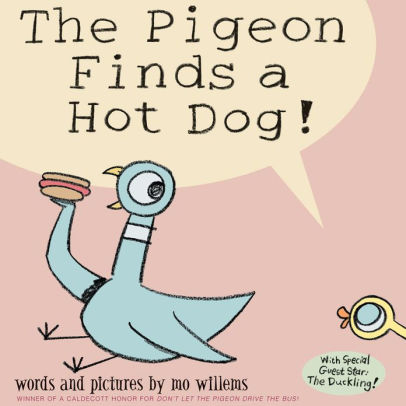 The Pigeon
Finds a
Hot Dog!
With Special
Guest Star:
The Duckling!
words and pictures by mo willems
WINNER OF A CALDECOTT HONOR FOR DON'T LET THE PIGEON DRIVE THE BUS!